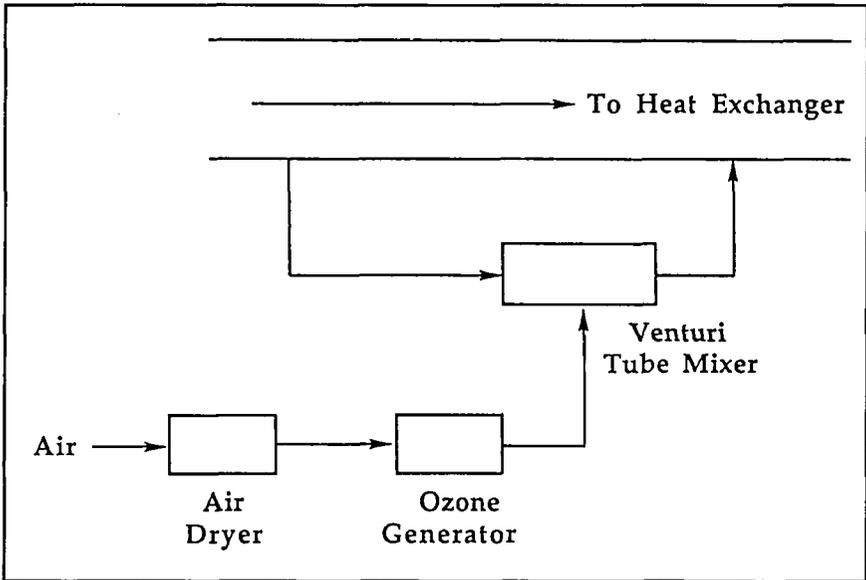 To Heat Exchanger
Venturi
Tube Mixer
Air
Air
Dryer
Ozone
Generator